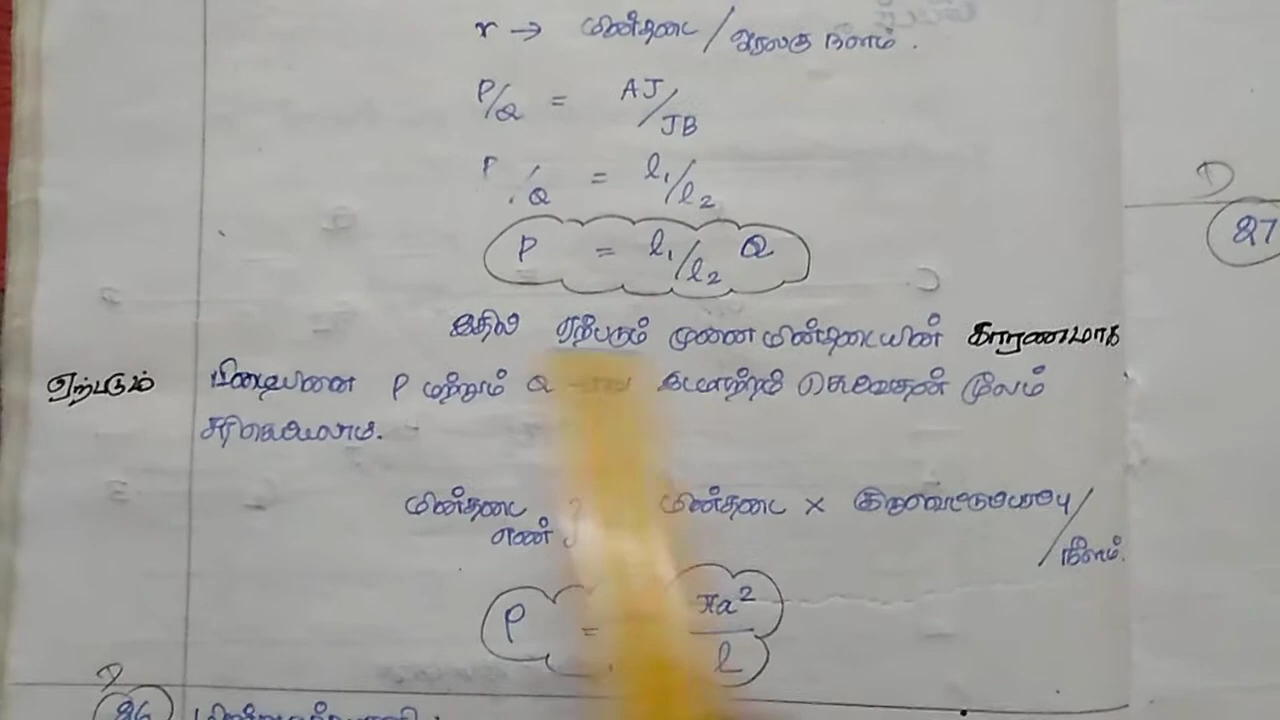 r → மின்தடை / ஓரலகு நீளம்.
P/Q = AJ/JB
P/Q = l₁/l₂
P = l₁/l₂ Q
இதில் ஏற்படும் முனை மின்தடையின் காரணமாக
ஏற்படும் பிழையினை P மற்றும் Q இடமாற்றம் செய்வதன் மூலம்
சரிசெய்யலாம்.
மின்தடை எண் } மின்தடை × குறுக்குவெட்டுபரப்பு / நீளம்.
ρ = πa²/l
27
26